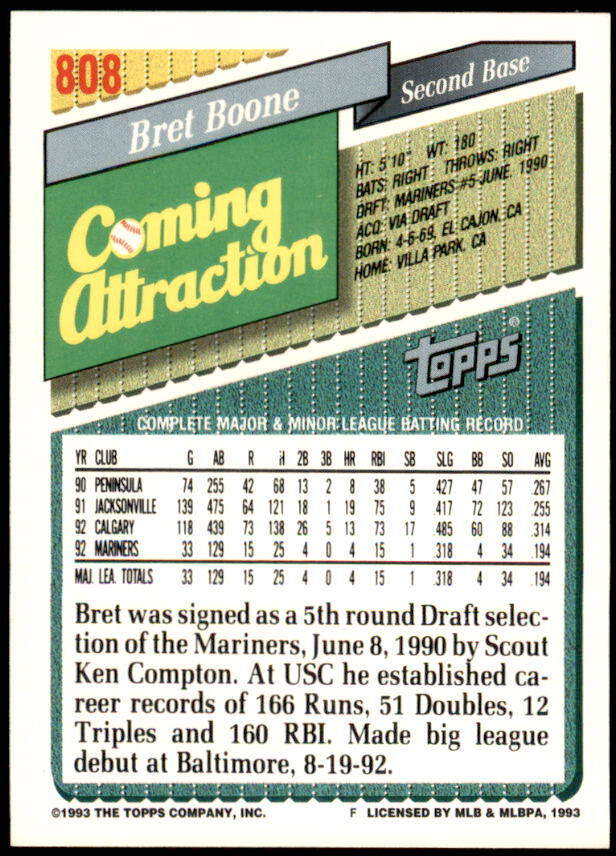 808
Bret Boone
Second Base
Coming
Attraction
HT: 5'10" WT: 180
BATS: RIGHT THROWS: RIGHT
DRFT: MARINERS #5-JUNE, 1990
ACQ: VIA DRAFT
BORN: 4-6-69, EL CAJON, CA
HOME: VILLA PARK, CA
TOPPS®
COMPLETE MAJOR & MINOR LEAGUE BATTING RECORD
YR CLUB G AB R H 2B 3B HR RBI SB SLG BB SO AVG
90 PENINSULA 74 255 42 68 13 2 8 38 5 .427 47 57 .267
91 JACKSONVILLE 139 475 64 121 18 1 19 75 9 .417 72 123 .255
92 CALGARY 118 439 73 138 26 5 13 73 17 .485 60 88 .314
92 MARINERS 33 129 15 25 4 0 4 15 1 .318 4 34 .194
MAJ. LEA. TOTALS 33 129 15 25 4 0 4 15 1 .318 4 34 .194
Bret was signed as a 5th round Draft selec-
tion of the Mariners, June 8, 1990 by Scout
Ken Compton. At USC he established ca-
reer records of 166 Runs, 51 Doubles, 12
Triples and 160 RBI. Made big league
debut at Baltimore, 8-19-92.
©1993 THE TOPPS COMPANY, INC. F LICENSED BY MLB & MLBPA, 1993